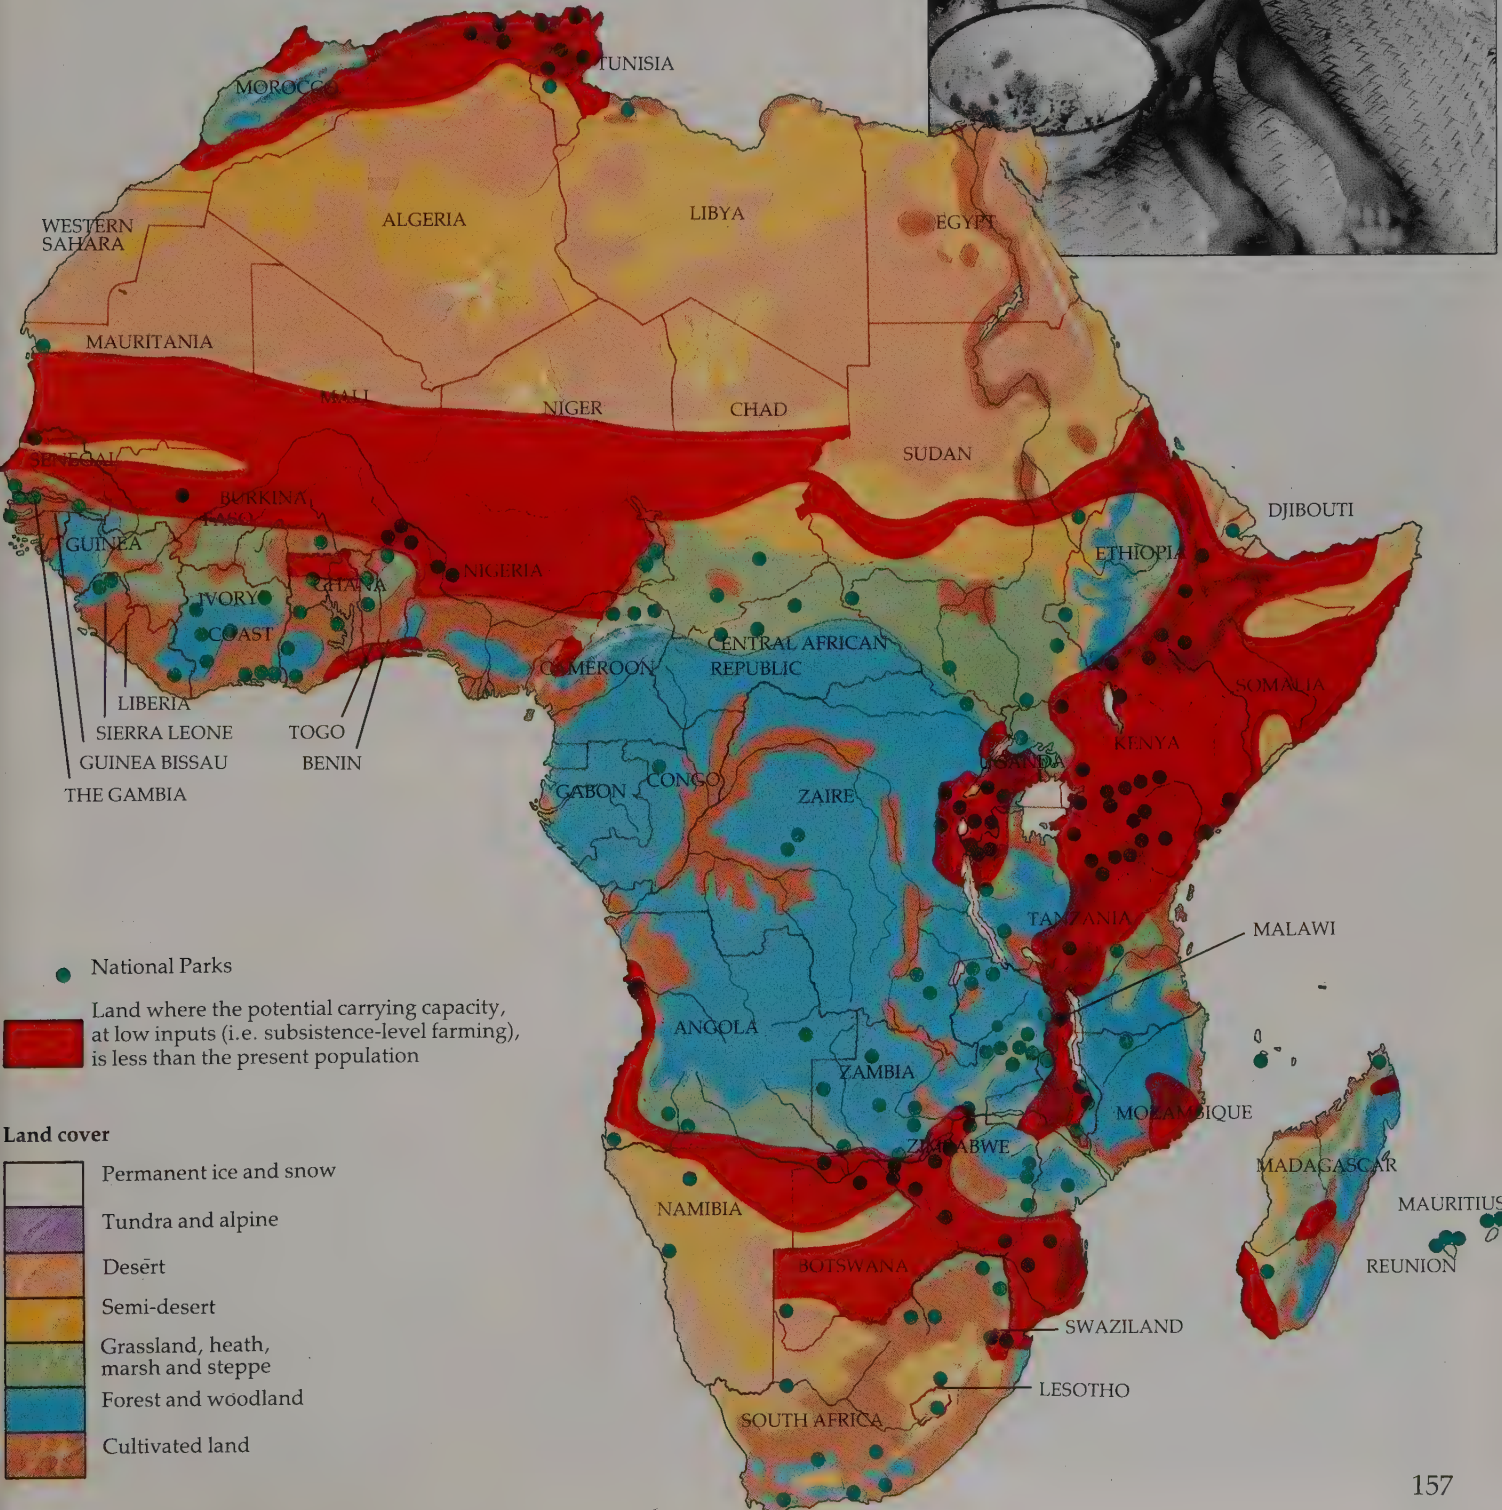 TUNISIA
MOROCCO
WESTERN
SAHARA
ALGERIA
LIBYA
EGYPT
MAURITANIA
MALI
NIGER
CHAD
SUDAN
SENEGAL
BURKINA
FASO
DJIBOUTI
GUINEA
ETHIOPIA
NIGERIA
GHANA
IVORY
COAST
CENTRAL AFRICAN
REPUBLIC
CAMEROON
SOMALIA
LIBERIA
SIERRA LEONE
TOGO
GUINEA BISSAU
BENIN
THE GAMBIA
KENYA
UGANDA
GABON
CONGO
ZAIRE
TANZANIA
MALAWI
National Parks
Land where the potential carrying capacity,
at low inputs (i.e. subsistence-level farming),
is less than the present population
ANGOLA
ZAMBIA
MOZAMBIQUE
ZIMBABWE
MADAGASCAR
NAMIBIA
MAURITIUS
BOTSWANA
REUNION
SWAZILAND
LESOTHO
SOUTH AFRICA
Land cover
Permanent ice and snow
Tundra and alpine
Desert
Semi-desert
Grassland, heath,
marsh and steppe
Forest and woodland
Cultivated land
157